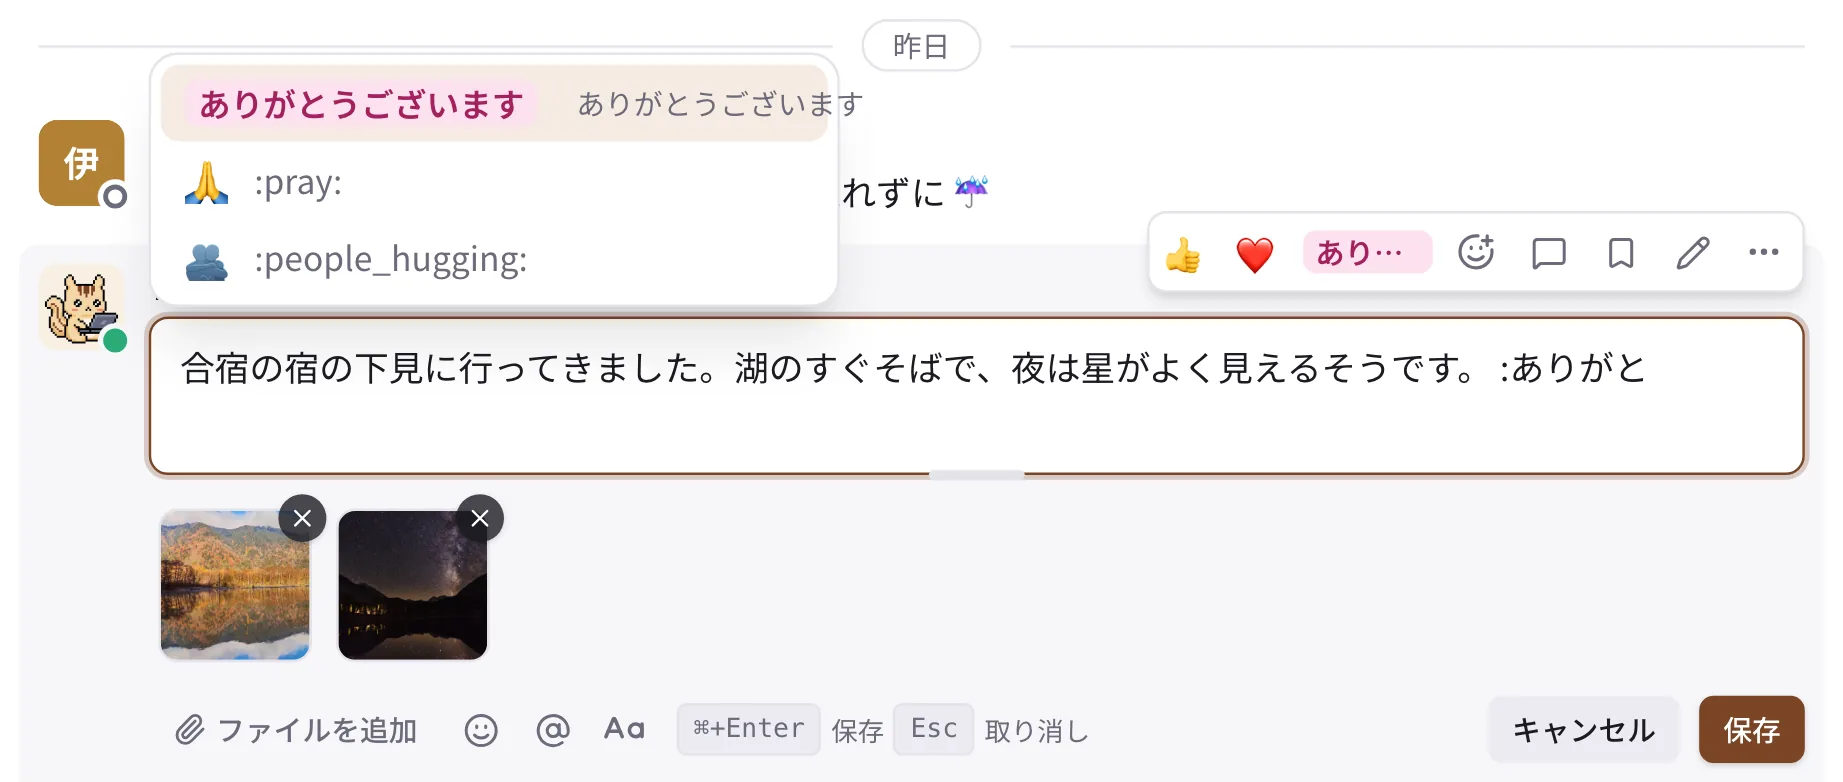 昨日
ありがとうございます ありがとうございます
伊
:pray:
れずに
:people_hugging:
あり…
合宿の宿の下見に行ってきました。湖のすぐそばで、夜は星がよく見えるそうです。 :ありがと
ファイルを追加 @ Aa ⌘+Enter 保存 Esc 取り消し キャンセル 保存